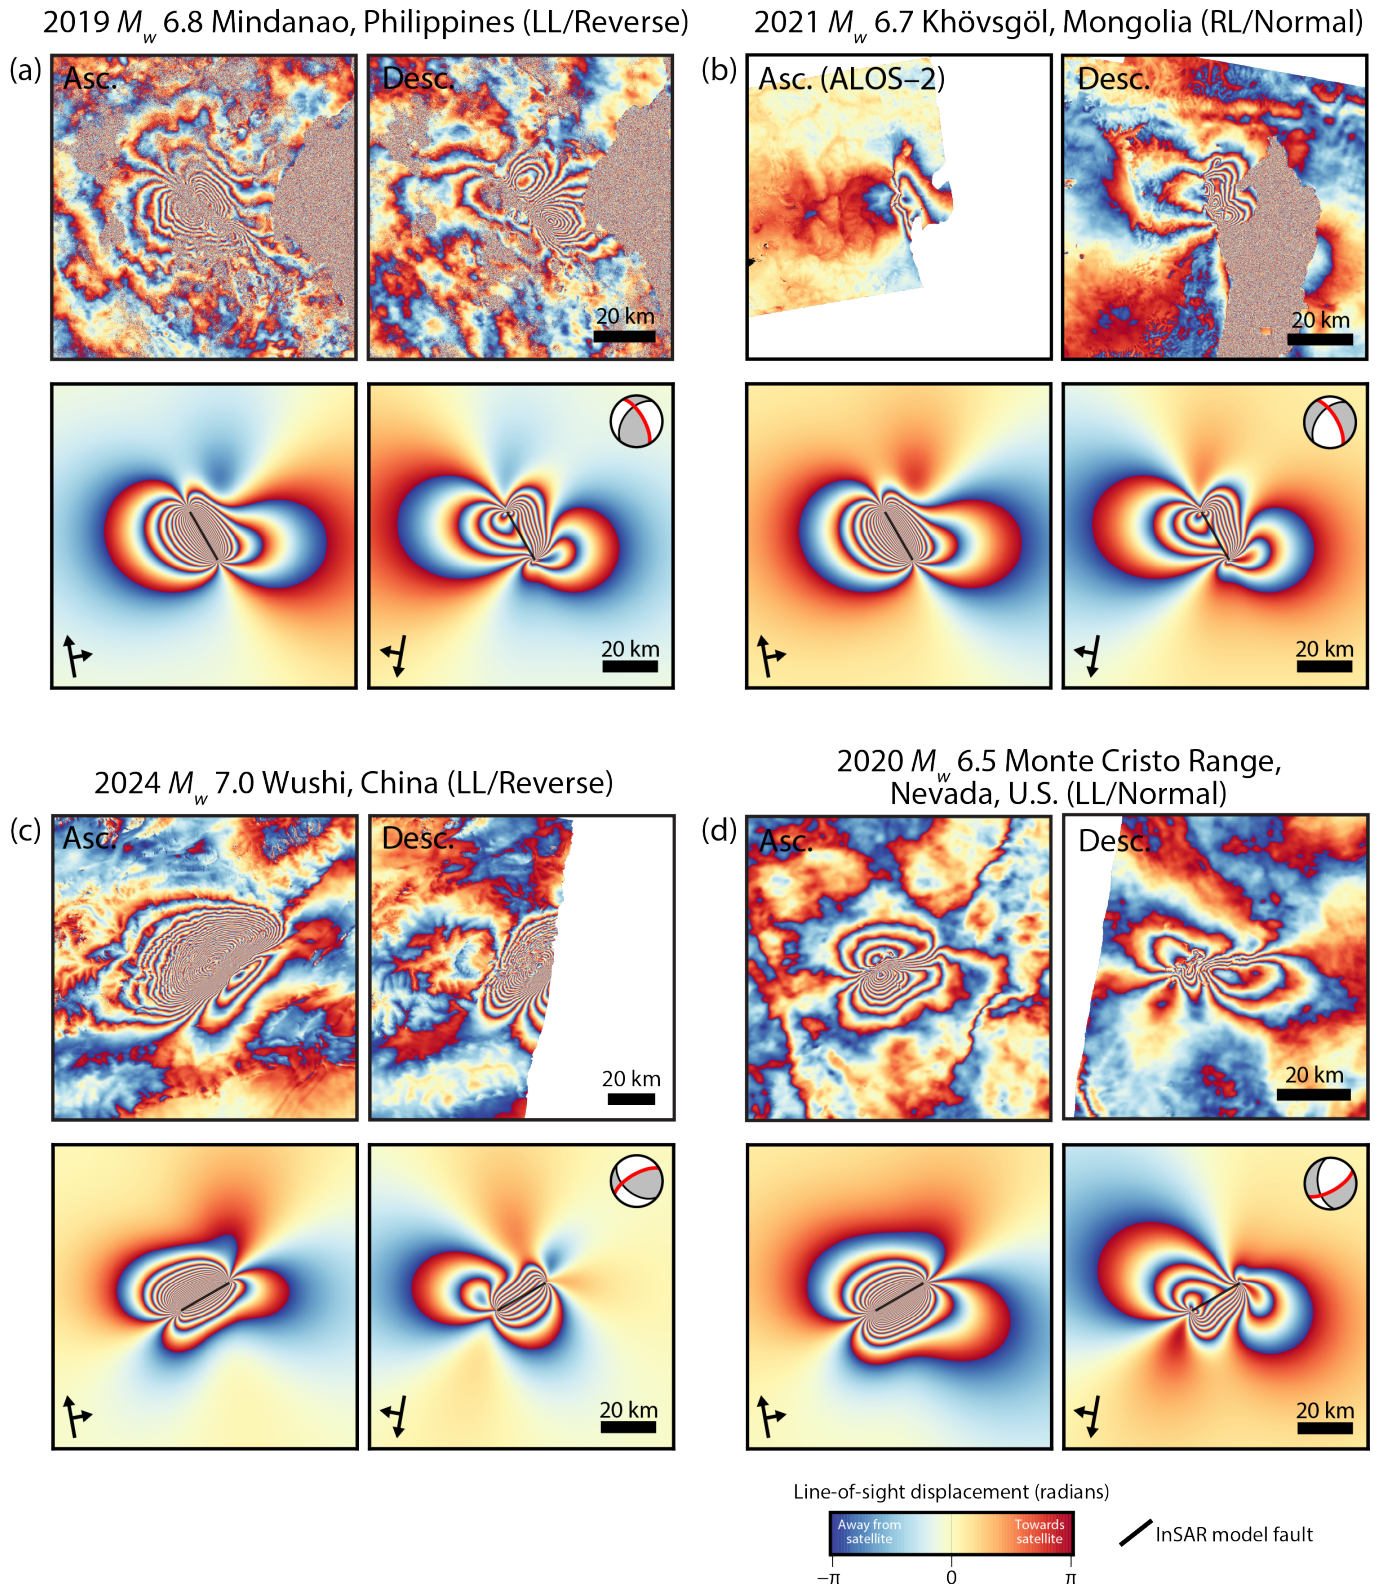 2019 Mw 6.8 Mindanao, Philippines (LL/Reverse)
2021 Mw 6.7 Khövsgöl, Mongolia (RL/Normal)
(a)
Asc.
Desc.
20 km
20 km
(b)
Asc. (ALOS–2)
Desc.
20 km
20 km
2024 Mw 7.0 Wushi, China (LL/Reverse)
2020 Mw 6.5 Monte Cristo Range,
Nevada, U.S. (LL/Normal)
(c)
Asc.
Desc.
20 km
20 km
(d)
Asc.
Desc.
20 km
20 km
Line-of-sight displacement (radians)
Away from
satellite
Towards
satellite
−π
0
π
InSAR model fault